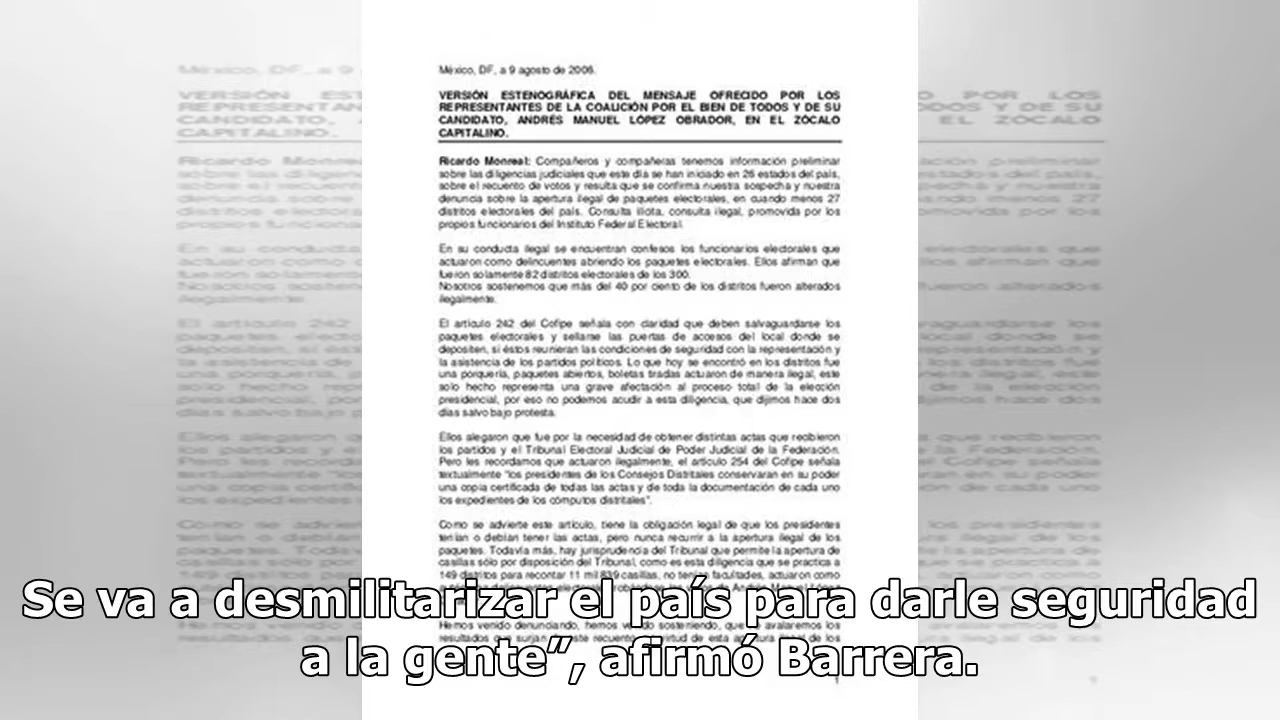 México, DF, a 9 agosto de 2006.
VERSIÓN ESTENOGRÁFICA DEL MENSAJE OFRECIDO POR LOS
REPRESENTANTES DE LA COALICIÓN POR EL BIEN DE TODOS Y DE SU
CANDIDATO, ANDRÉS MANUEL LÓPEZ OBRADOR, EN EL ZÓCALO
CAPITALINO.
Ricardo Monreal: Compañeros y compañeras tenemos información preliminar
sobre las diligencias judiciales que este día se han iniciado en 26 estados del país,
sobre el recuento de votos y resulta que se confirma nuestra sospecha y nuestra
denuncia sobre la apertura ilegal de paquetes electorales, en cuando menos 27
distritos electorales del país. Consulta ilícita, consulta ilegal, promovida por los
propios funcionarios del Instituto Federal Electoral.
En su conducta ilegal se encuentran confesos los funcionarios electorales que
actuaron como delincuentes abriendo los paquetes electorales. Ellos afirman que
fueron solamente 82 distritos electorales de los 300.
Nosotros sostenemos que más del 40 por ciento de los distritos fueron alterados
ilegalmente.
El artículo 242 del Cofipe señala con claridad que deben salvaguardarse los
paquetes electorales y sellarse las puertas de accesos del local donde se
depositen, si éstos reunieran las condiciones de seguridad con la representación y
la asistencia de los partidos políticos. Lo que hoy se encontró en los distritos fue
una porquería, paquetes abiertos, boletas tiradas actuaron de manera ilegal, este
solo hecho representa una grave afectación al proceso total de la elección
presidencial, por eso no podemos acudir a esta diligencia, que dijimos hace dos
días salvo bajo protesta.
Ellos alegaron que fue por la necesidad de obtener distintas actas que recibieron
los partidos y el Tribunal Electoral Judicial de Poder Judicial de la Federación.
Pero les recordamos que actuaron ilegalmente, el artículo 254 del Cofipe señala
textualmente “los presidentes de los Consejos Distritales conservaran en su poder
una copia certificada de todas las actas y de toda la documentación de cada uno
los expedientes de los cómputos distritales”.
Como se advierte este artículo, tiene la obligación legal de que los presidentes
tenían o debían tener las actas, pero nunca recurrir a la apertura ilegal de los
paquetes. Todavía más, hay jurisprudencia del Tribunal que permite la apertura de
casillas sólo por disposición del Tribunal, como es esta diligencia que se practica a
149 distritos para recontar 11 mil 839 casillas, no tenían facultades, actuaron como
Se va a desmilitarizar el país para darle seguridad
Hemos venido denunciando, hemos venido sosteniendo, que avalaremos los
a la gente”, afirmó Barrera.